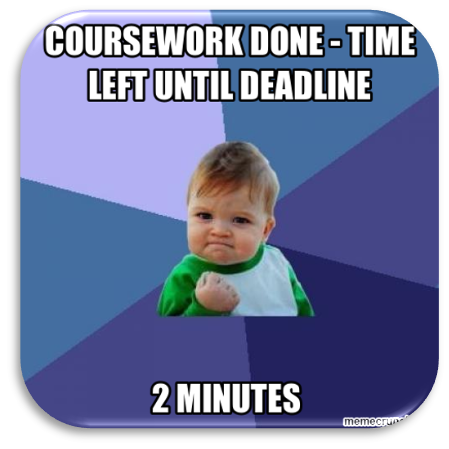 COURSEWORK DONE - TIME
LEFT UNTIL DEADLINE
2 MINUTES